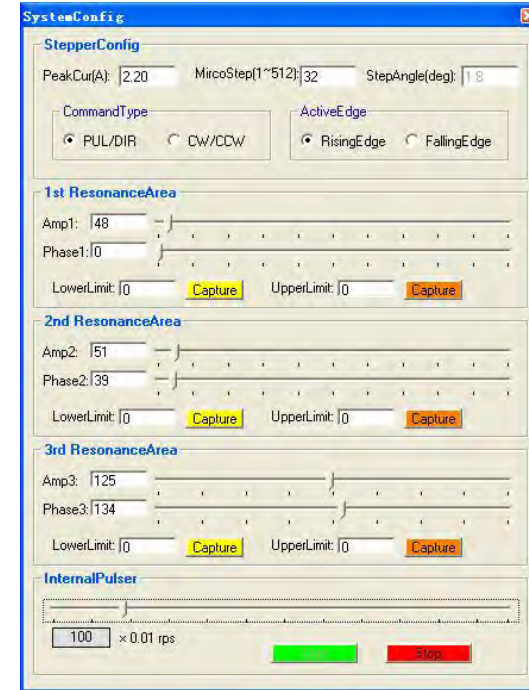 SystemConfig
StepperConfig
PeakCur(A): 2.20 MircoStep(1~512): 32 StepAngle(deg): 1.8
CommandType ActiveEdge
PUL/DIR CW/CCW RisingEdge FallingEdge
1st ResonanceArea
Amp1: 48
Phase1: 0
LowerLimit: 0 Capture UpperLimit: 0 Capture
2nd ResonanceArea
Amp2: 51
Phase2: 39
LowerLimit: 0 Capture UpperLimit: 0 Capture
3rd ResonanceArea
Amp3: 125
Phase3: 134
LowerLimit: 0 Capture UpperLimit: 0 Capture
InternalPulser
100 × 0.01 rps
Stop